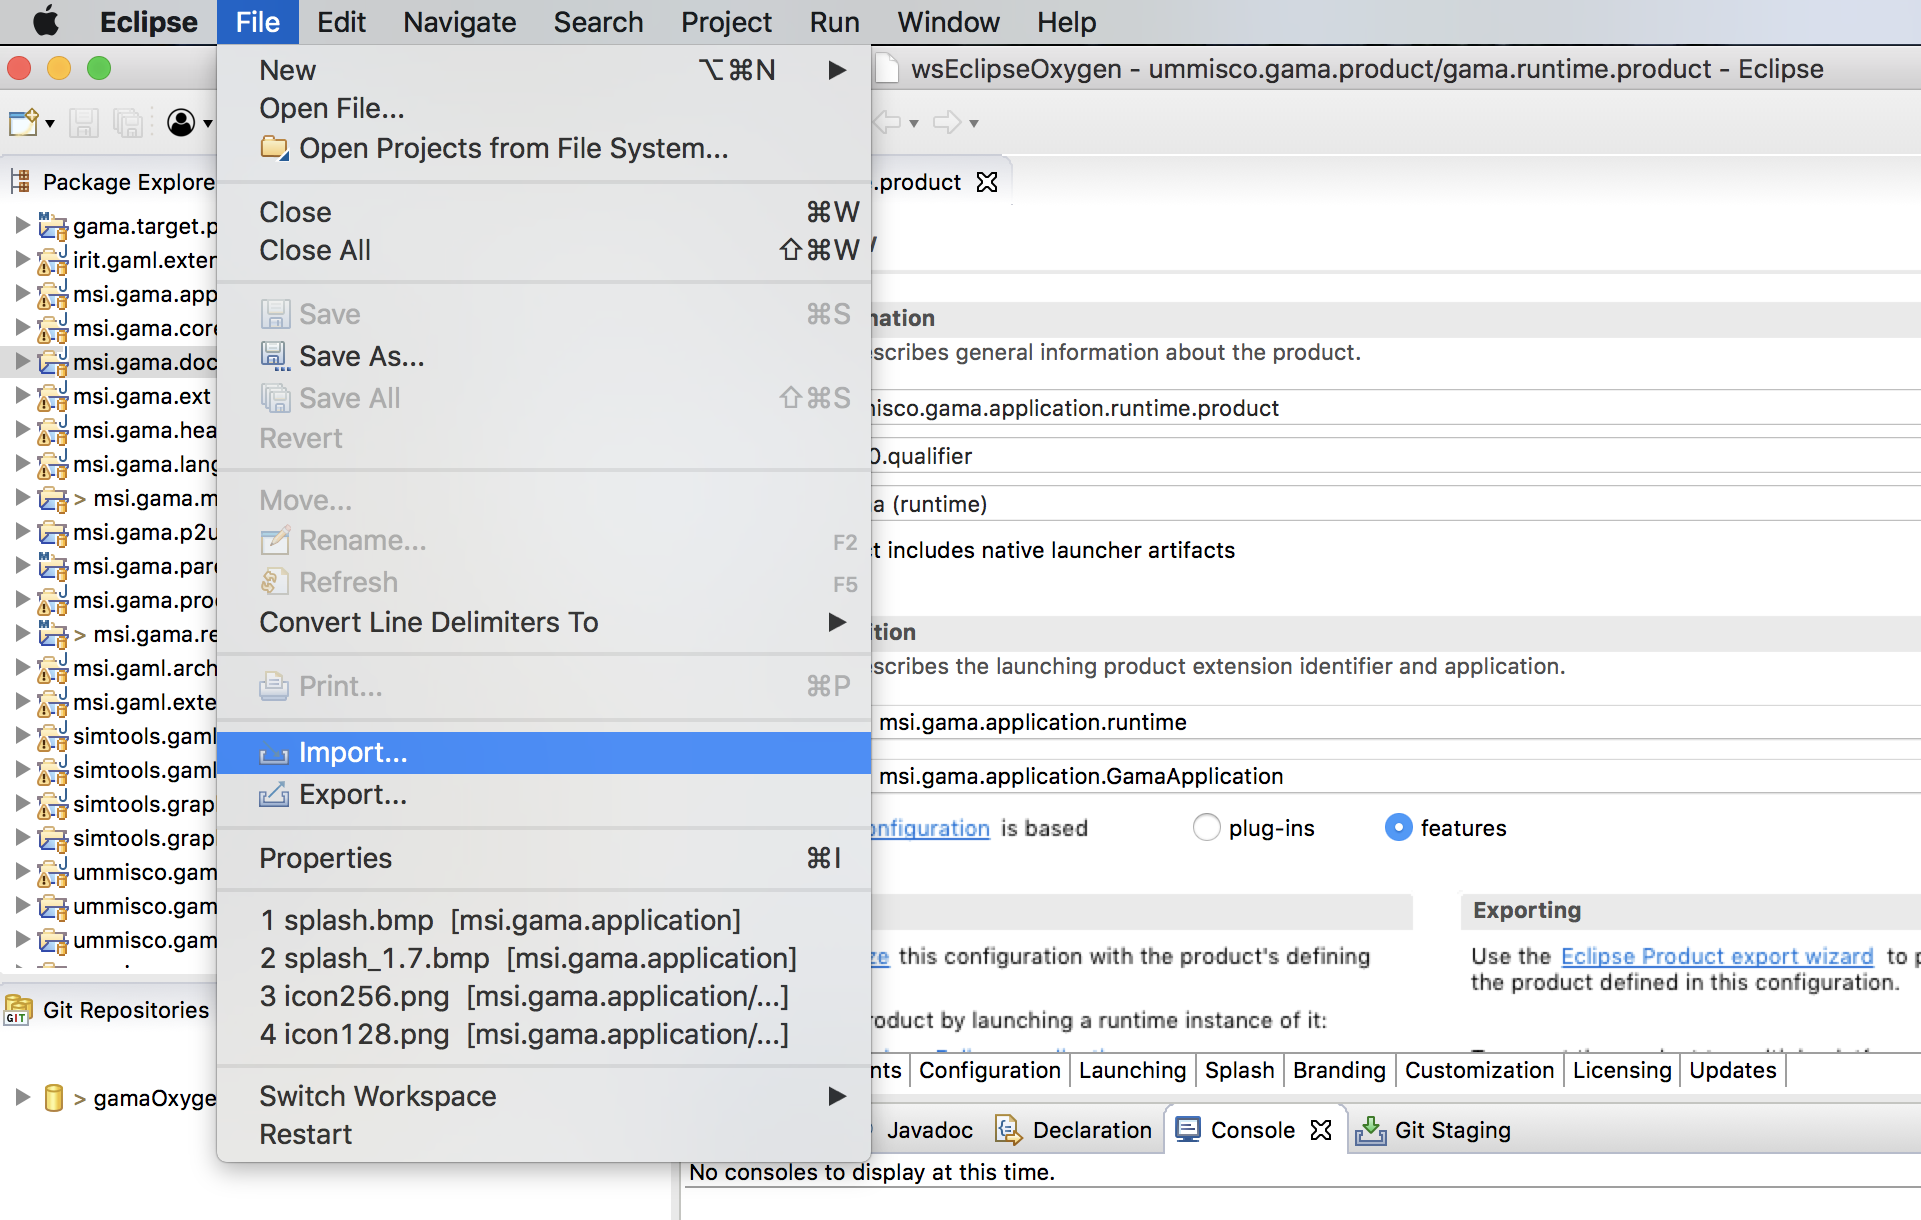 Eclipse File Edit Navigate Search Project Run Window Help
wsEclipseOxygen - ummisco.gama.product/gama.runtime.product - Eclipse
New ⌥⌘N ▶
Open File...
Open Projects from File System...
Close ⌘W
Close All ⇧⌘W
Save ⌘S
Save As...
Save All ⇧⌘S
Revert
Move...
Rename... F2
Refresh F5
Convert Line Delimiters To ▶
Print... ⌘P
Import...
Export...
Properties ⌘I
1 splash.bmp [msi.gama.application]
2 splash_1.7.bmp [msi.gama.application]
3 icon256.png [msi.gama.application/...]
4 icon128.png [msi.gama.application/...]
Switch Workspace ▶
Restart
Package Explore
gama.target.p
irit.gaml.exter
msi.gama.app
msi.gama.core
msi.gama.doc
msi.gama.ext
msi.gama.hea
msi.gama.lang
> msi.gama.m
msi.gama.p2u
msi.gama.pare
msi.gama.pro
> msi.gama.re
msi.gaml.arch
msi.gaml.exte
simtools.gaml
simtools.gaml
simtools.grap
simtools.grap
ummisco.gam
ummisco.gam
ummisco.gam
GIT Git Repositories
> gamaOxyge
.product
mation
scribes general information about the product.
misco.gama.application.runtime.product
0.qualifier
a (runtime)
t includes native launcher artifacts
ition
scribes the launching product extension identifier and application.
msi.gama.application.runtime
msi.gama.application.GamaApplication
onfiguration is based plug-ins features
Exporting
ze this configuration with the product's defining
Use the Eclipse Product export wizard to p
the product defined in this configuration.
roduct by launching a runtime instance of it:
nts Configuration Launching Splash Branding Customization Licensing Updates
Javadoc Declaration Console Git Staging
No consoles to display at this time.